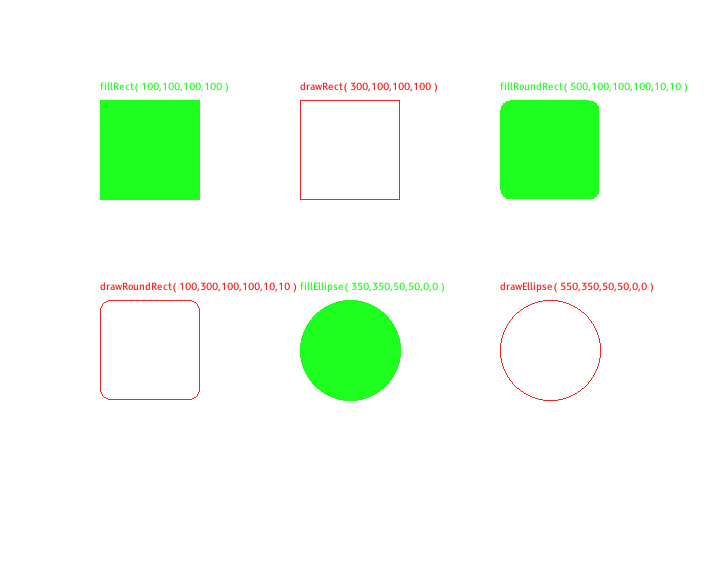 fillRect( 100,100,100,100 )
drawRect( 300,100,100,100 )
fillRoundRect( 500,100,100,100,10,10 )
drawRoundRect( 100,300,100,100,10,10 )
fillEllipse( 350,350,50,50,0,0 )
drawEllipse( 550,350,50,50,0,0 )